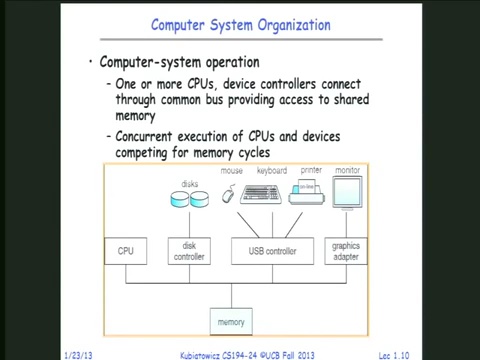 Computer System Organization
• Computer-system operation
– One or more CPUs, device controllers connect
through common bus providing access to shared
memory
– Concurrent execution of CPUs and devices
competing for memory cycles
mouse keyboard printer monitor
disks
CPU
disk
controller
USB controller
graphics
adapter
memory
1/23/13
Kubiatowicz CS194-24 ©UCB Fall 2013
Lec 1.10